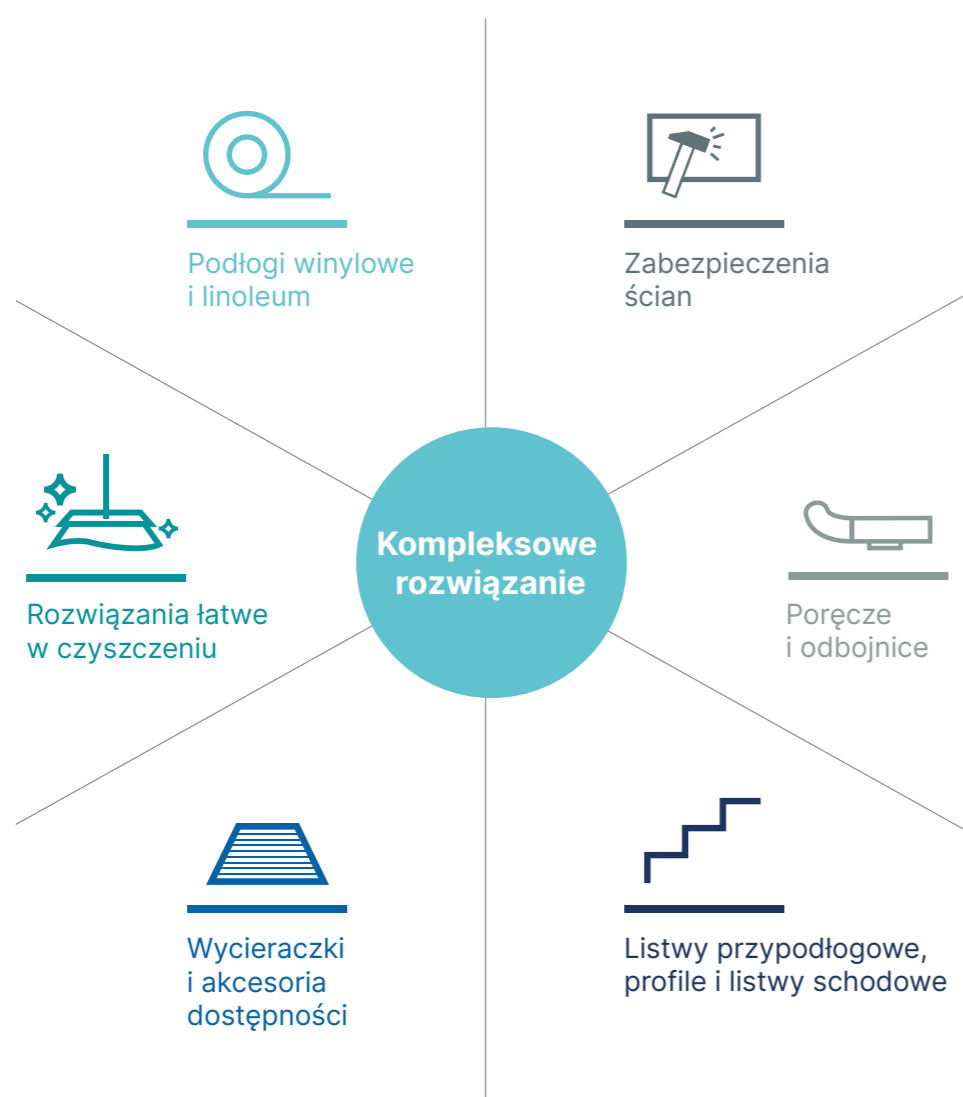 Podłogi winylowe
i linoleum
Zabezpieczenia
ścian
Kompleksowe
rozwiązanie
Rozwiązania łatwe
w czyszczeniu
Poręcze
i odbojnice
Wycieraczki
i akcesoria
dostępności
Listwy przypodłogowe,
profile i listwy schodowe